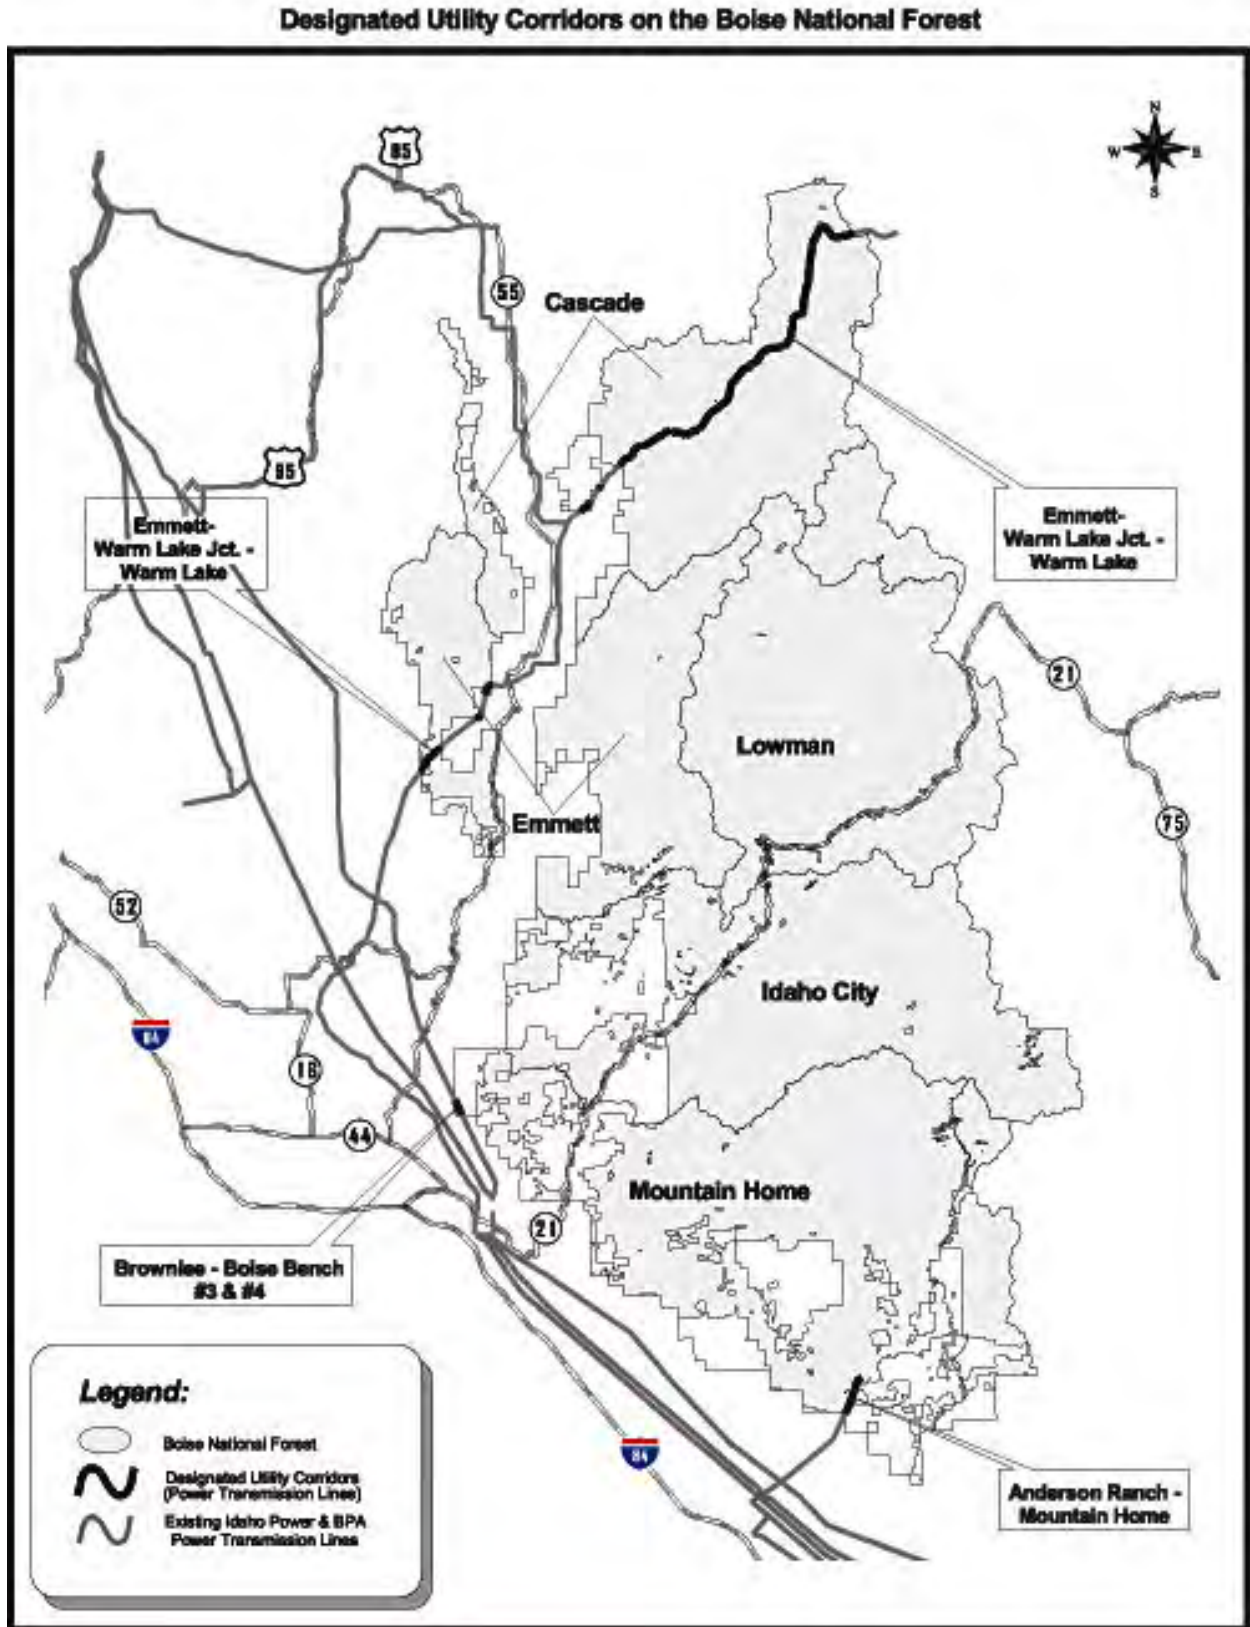 Designated Utility Corridors on the Boise National Forest
N
W
E
S
95
55
Cascade
95
Emmett-
Warm Lake Jct. -
Warm Lake
Emmett-
Warm Lake Jct. -
Warm Lake
21
Lowman
75
Emmett
52
Idaho City
84
16
44
Mountain Home
21
Brownlee - Boise Bench
#3 & #4
84
Anderson Ranch -
Mountain Home
Legend:
Boise National Forest
Designated Utility Corridors
(Power Transmission Lines)
Existing Idaho Power & BPA
Power Transmission Lines